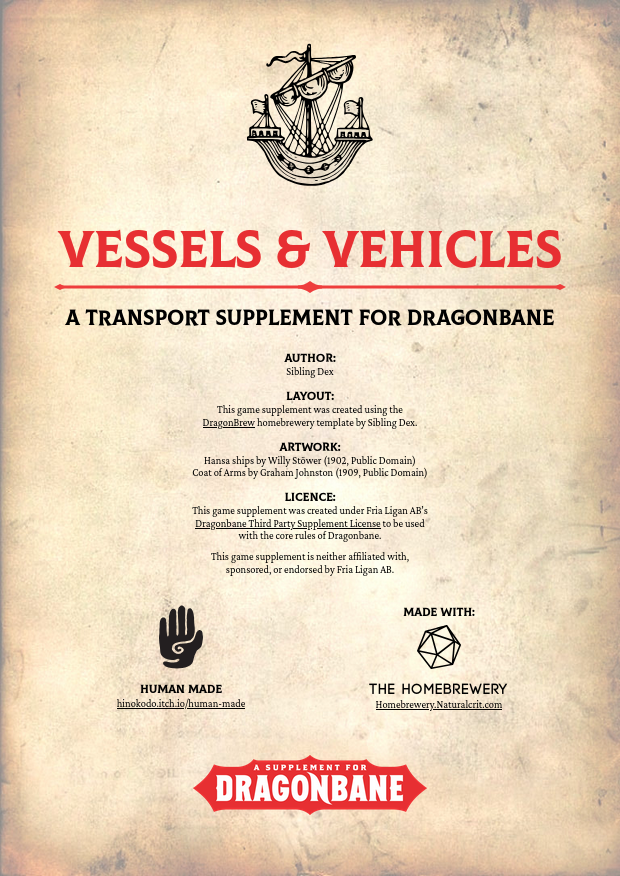 VESSELS & VEHICLES
A TRANSPORT SUPPLEMENT FOR DRAGONBANE
AUTHOR:
Sibling Dex
LAYOUT:
This game supplement was created using the
DragonBrew homebrewery template by Sibling Dex.
ARTWORK:
Hansa ships by Willy Stöwer (1902, Public Domain)
Coat of Arms by Graham Johnston (1909, Public Domain)
LICENCE:
This game supplement was created under Fria Ligan AB's
Dragonbane Third Party Supplement License to be used
with the core rules of Dragonbane.
This game supplement is neither affiliated with,
sponsored, or endorsed by Fria Ligan AB.
HUMAN MADE
hinokodo.itch.io/human-made
MADE WITH:
THE HOMEBREWERY
Homebrewery.Naturalcrit.com
A SUPPLEMENT FOR
DRAGONBANE